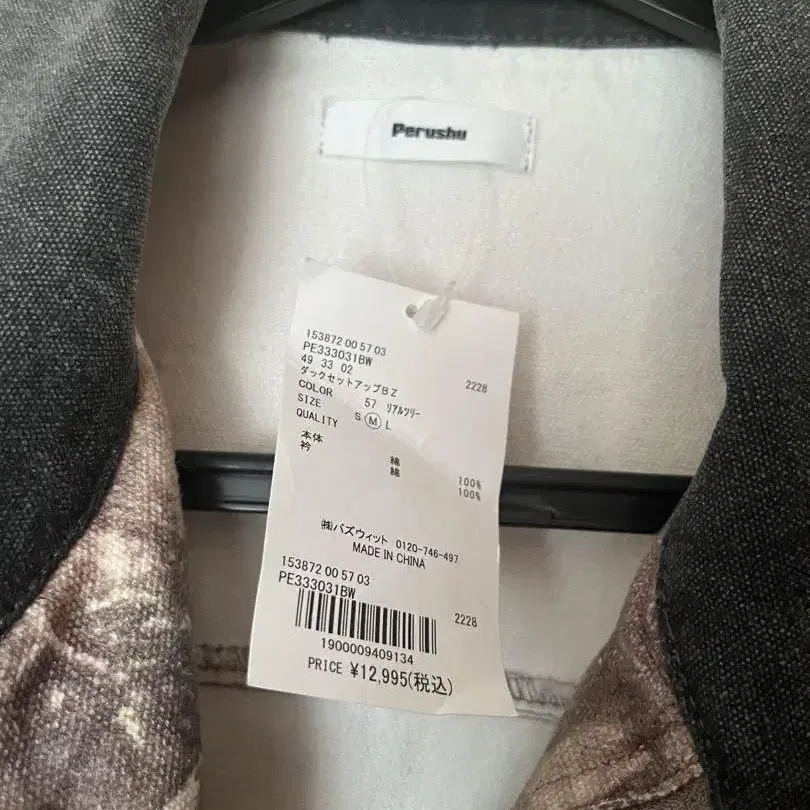 Perushu
153872 00 57 03
PE333031BW
49 33 02
2228
ダックセットアップBZ
COLOR 57 リアルツリー
SIZE S M L
QUALITY
本体 綿 100%
衿 綿 100%
㈱バズウィット 0120-746-497
MADE IN CHINA
153872 00 57 03
PE333031BW
2228
1900009409134
PRICE ¥12,995(税込)